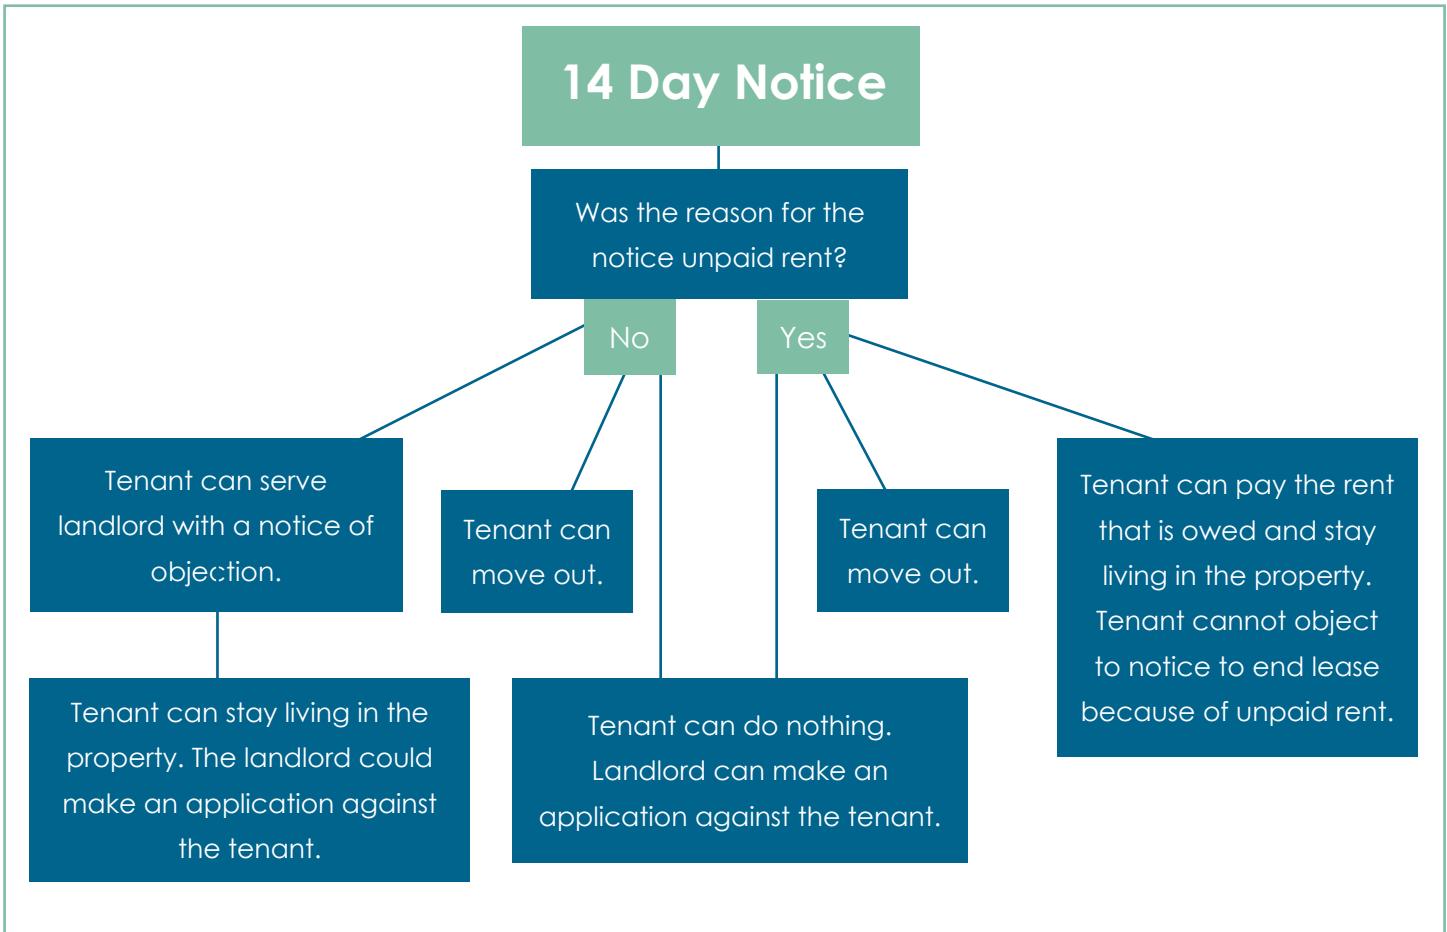 14 Day Notice
Was the reason for the
notice unpaid rent?
No
Yes
Tenant can serve
landlord with a notice of
objection.
Tenant can
move out.
Tenant can
move out.
Tenant can pay the rent
that is owed and stay
living in the property.
Tenant cannot object
to notice to end lease
because of unpaid rent.
Tenant can stay living in the
property. The landlord could
make an application against
the tenant.
Tenant can do nothing.
Landlord can make an
application against the tenant.